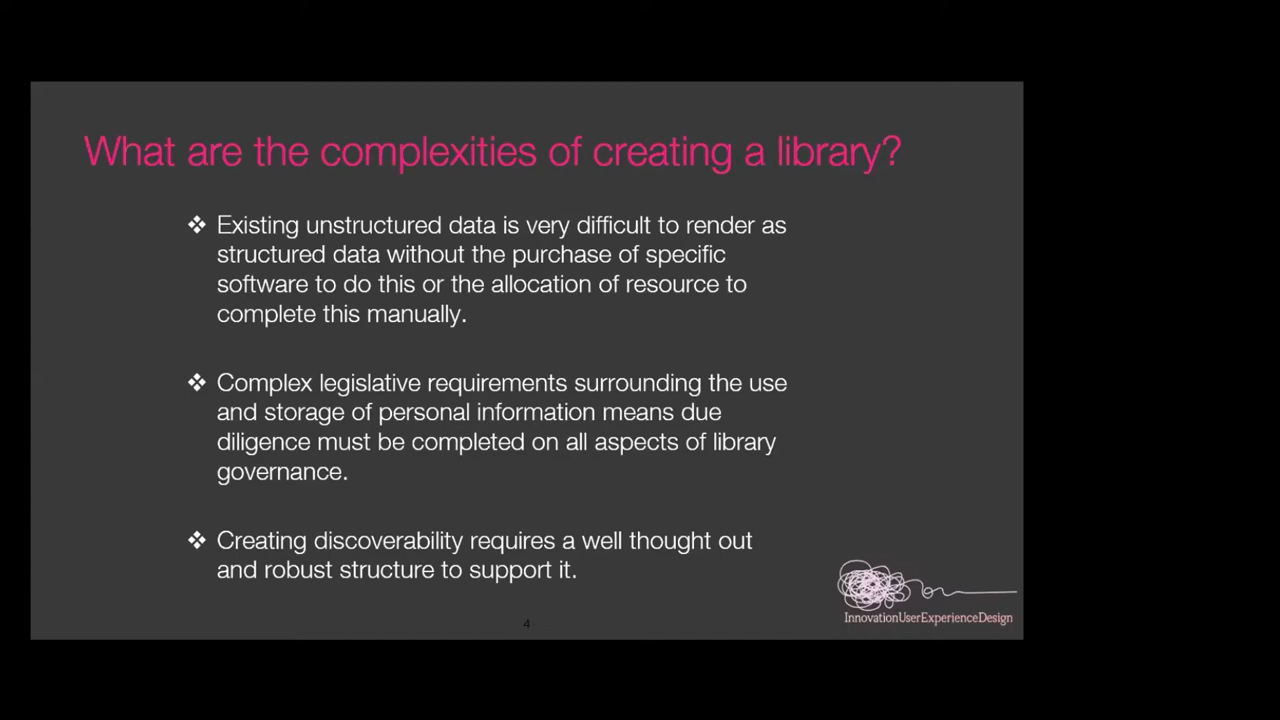 What are the complexities of creating a library?
❖ Existing unstructured data is very difficult to render as
structured data without the purchase of specific
software to do this or the allocation of resource to
complete this manually.
❖ Complex legislative requirements surrounding the use
and storage of personal information means due
diligence must be completed on all aspects of library
governance.
❖ Creating discoverability requires a well thought out
and robust structure to support it.
InnovationUserExperienceDesign
4